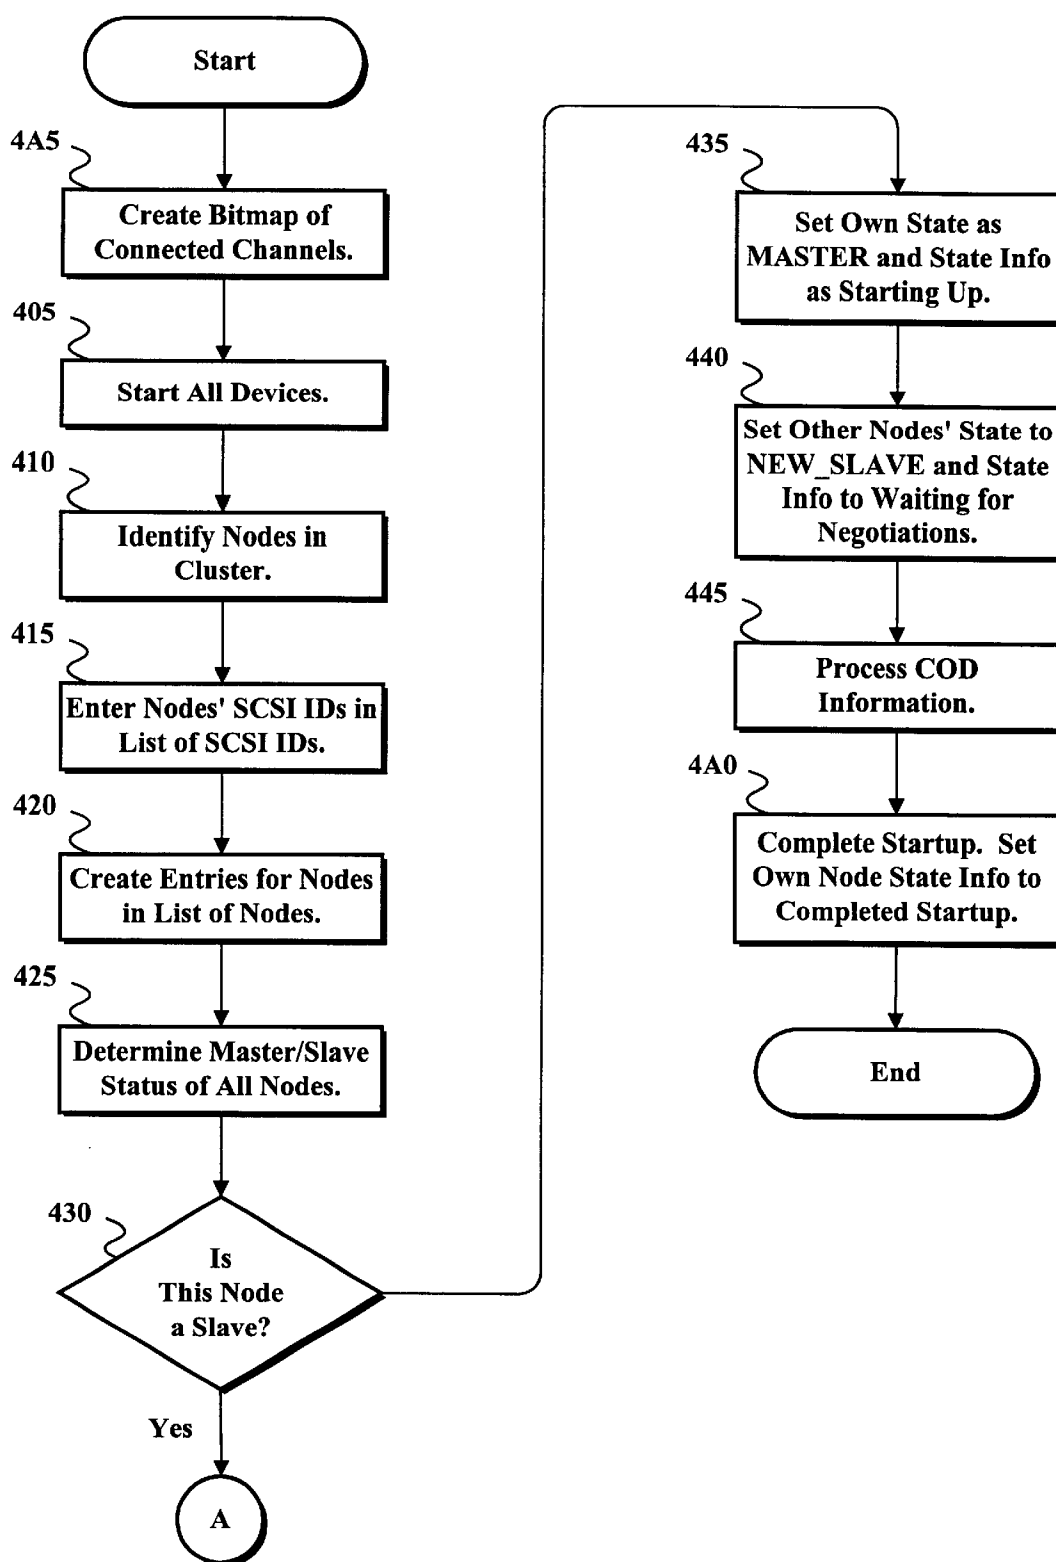 Start
4A5
Create Bitmap of
Connected Channels.
405
Start All Devices.
410
Identify Nodes in
Cluster.
415
Enter Nodes' SCSI IDs in
List of SCSI IDs.
420
Create Entries for Nodes
in List of Nodes.
425
Determine Master/Slave
Status of All Nodes.
430
Is
This Node
a Slave?
Yes
A
435
Set Own State as
MASTER and State Info
as Starting Up.
440
Set Other Nodes' State to
NEW_SLAVE and State
Info to Waiting for
Negotiations.
445
Process COD
Information.
4A0
Complete Startup. Set
Own Node State Info to
Completed Startup.
End